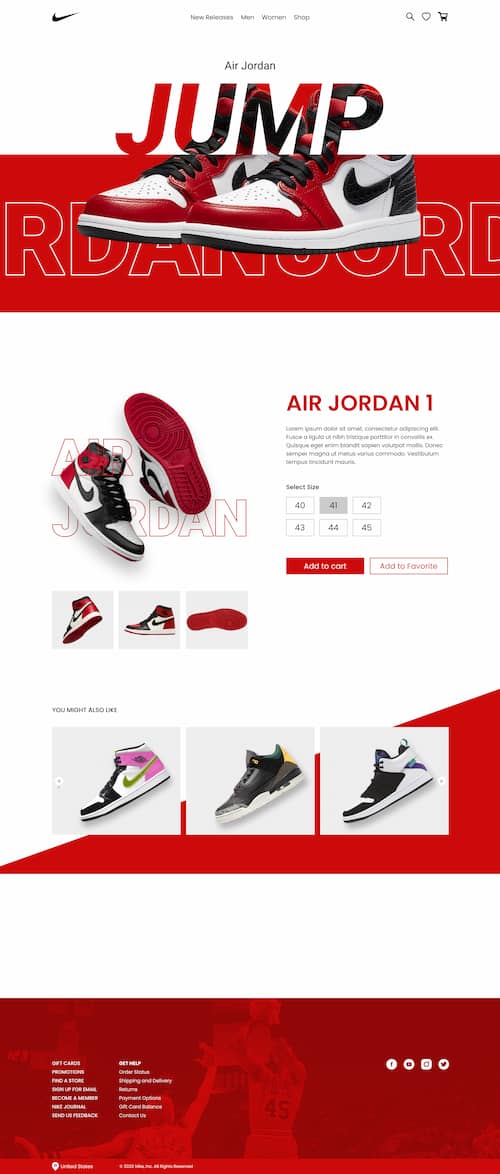 New Releases Men Women Shop
Air Jordan
JUMP
RDANJORD
AIR JORDAN 1
Lorem ipsum dolor sit amet, consectetur adipiscing elit.
Fusce a ligula ut nibh tristique porttitor in convallis ex.
Quisque eget enim blandit sapien volutpat mollis. Donec
semper magna ut metus varius commodo. Vestibulum
tempus tincidunt mauris.
AIR
JORDAN
Select Size
40 41 42
43 44 45
Add to cart Add to Favorite
YOU MIGHT ALSO LIKE
GIFT CARDS
PROMOTIONS
FIND A STORE
SIGN UP FOR EMAIL
BECOME A MEMBER
NIKE JOURNAL
SEND US FEEDBACK
GET HELP
Order Status
Shipping and Delivery
Returns
Payment Options
Gift Card Balance
Contact Us
45
United States
© 2020 Nike, Inc. All Rights Reserved